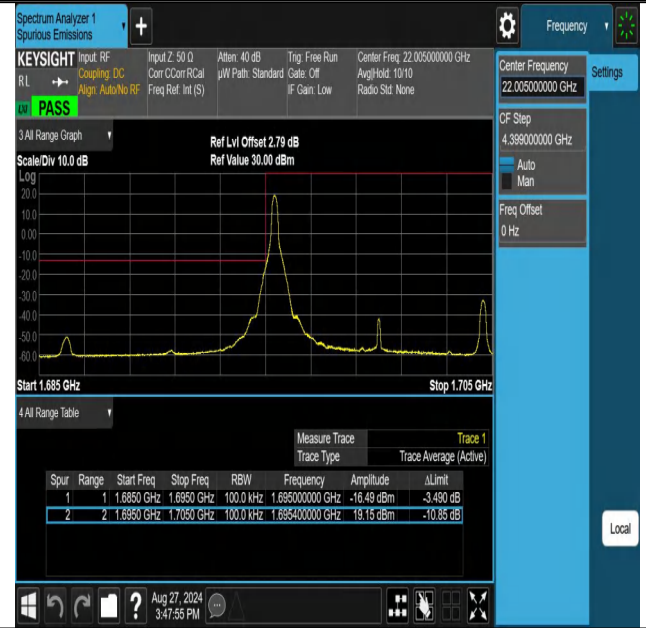 Spectrum Analyzer 1
Spurious Emissions
+
Frequency
KEYSIGHT Input: RF
RL Coupling: DC
Align: Auto/No RF
LXI PASS
Input Z: 50 Ω
Corr CCorr RCal
Freq Ref: Int (S)
Atten: 40 dB
µW Path: Standard
Trig: Free Run
Gate: Off
IF Gain: Low
Center Freq: 22.005000000 GHz
Avg|Hold: 10/10
Radio Std: None
Center Frequency
22.005000000 GHz
Settings
CF Step
4.399000000 GHz
Auto
Man
Freq Offset
0 Hz
3 All Range Graph
Scale/Div 10.0 dB
Ref Lvl Offset 2.79 dB
Ref Value 30.00 dBm
Log
20.0
10.0
0.00
-10.0
-20.0
-30.0
-40.0
-50.0
-60.0
Start 1.685 GHz Stop 1.705 GHz
4 All Range Table
Measure Trace Trace 1
Trace Type Trace Average (Active)
Spur Range Start Freq Stop Freq RBW Frequency Amplitude ΔLimit
1 1 1.6850 GHz 1.6950 GHz 100.0 kHz 1.695000000 GHz -16.49 dBm -3.490 dB
2 2 1.6950 GHz 1.7050 GHz 100.0 kHz 1.695400000 GHz 19.15 dBm -10.85 dB
Local
?
Aug 27, 2024
3:47:55 PM